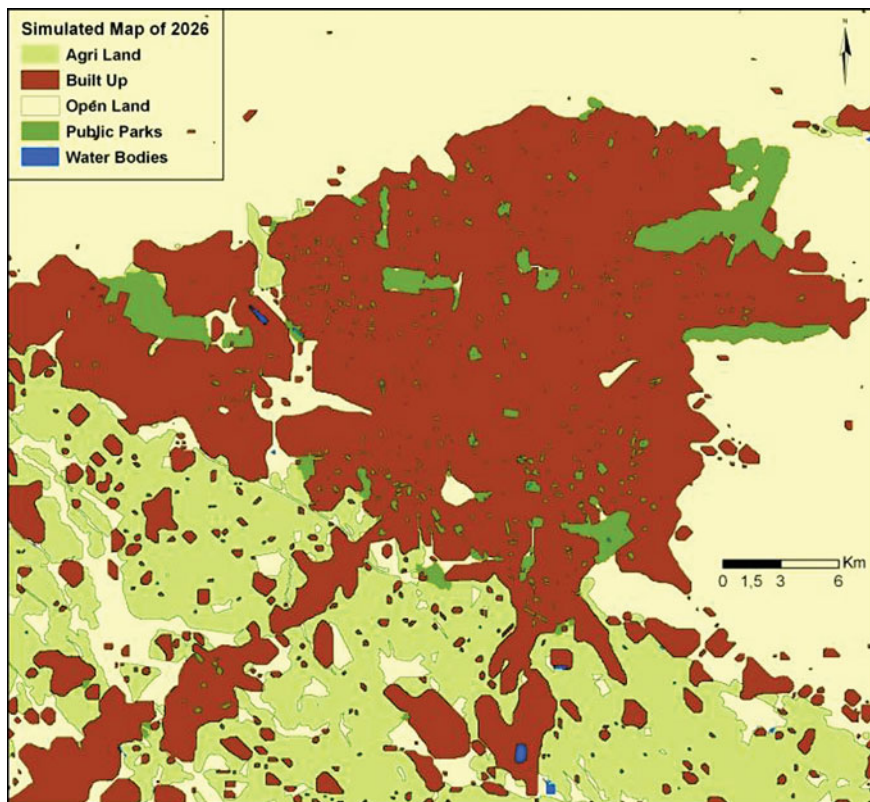 Simulated Map of 2026
Agri Land
Built Up
Open Land
Public Parks
Water Bodies
N
Km
0 1,5 3 6